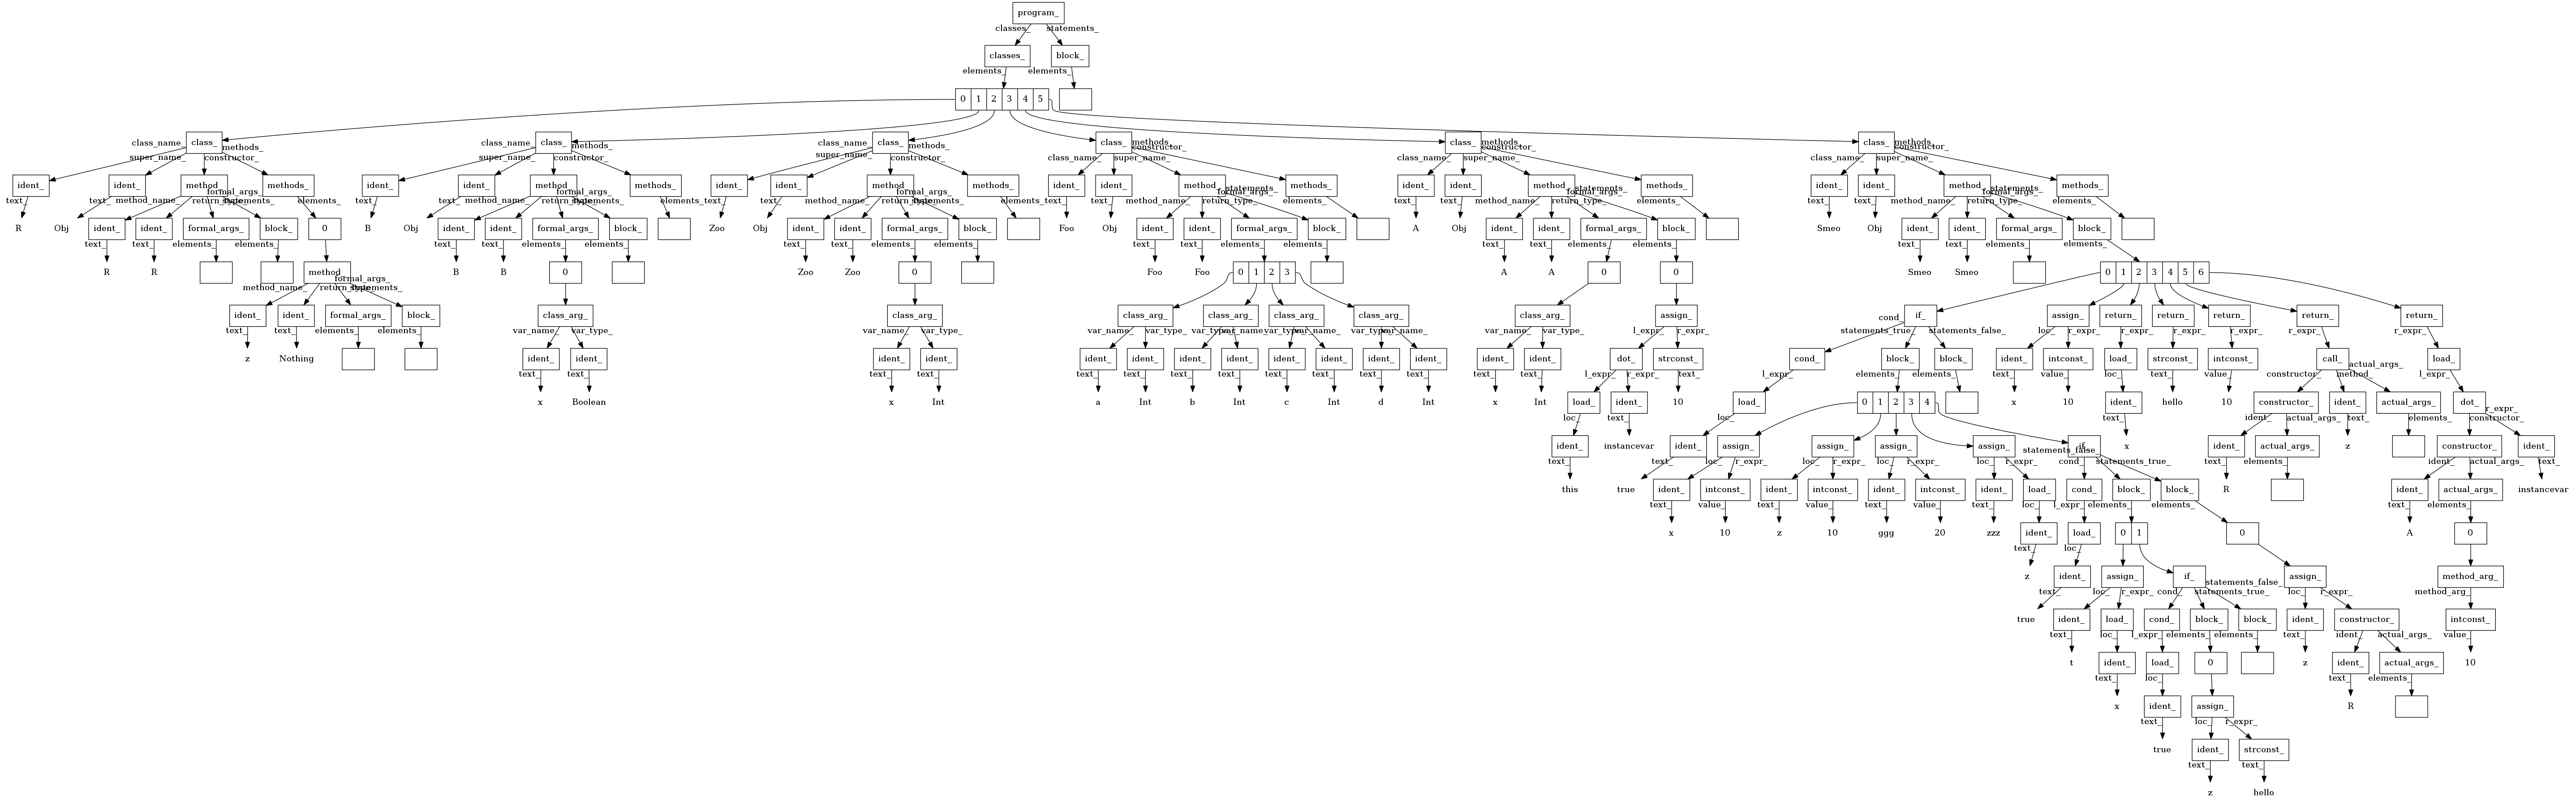 program_
classes_ statements_
classes_ block_
elements_ elements_
0 1 2 3 4 5
class_ class_ class_ class_ class_ class_
class_name_ super_name_ constructor_ methods_ class_name_ super_name_ constructor_ methods_ class_name_ super_name_ constructor_ methods_ class_name_ super_name_ constructor_ methods_ class_name_ super_name_ constructor_ methods_ class_name_ super_name_ constructor_ methods_
ident_ ident_ method_ methods_ ident_ ident_ method_ methods_ ident_ ident_ method_ methods_ ident_ ident_ method_ methods_ ident_ ident_ method_ methods_ ident_ ident_ method_ methods_
text_ text_ method_name_ return_type_ formal_args_ statements_ elements_ text_ text_ method_name_ return_type_ formal_args_ statements_ elements_ text_ text_ method_name_ return_type_ formal_args_ statements_ elements_ text_ text_ method_name_ return_type_ formal_args_ statements_ elements_ text_ text_ method_name_ return_type_ formal_args_ statements_ elements_ text_ text_ method_name_ return_type_ formal_args_ statements_ elements_
R Obj ident_ ident_ formal_args_ block_ 0 B Obj ident_ ident_ formal_args_ block_ Zoo Obj ident_ ident_ formal_args_ block_ Foo Obj ident_ ident_ formal_args_ block_ A Obj ident_ ident_ formal_args_ block_ Smeo Obj ident_ ident_ formal_args_ block_
text_ text_ elements_ elements_ text_ text_ elements_ elements_ text_ text_ elements_ elements_ text_ text_ elements_ elements_ text_ text_ elements_ elements_ text_ text_ elements_ elements_
R R method_ B B 0 Zoo Zoo 0 Foo Foo 0 1 2 3 A A 0 0 Smeo Smeo 0 1 2 3 4 5 6
method_name_ return_type_ formal_args_ statements_
ident_ ident_ formal_args_ block_ class_arg_ class_arg_ class_arg_ class_arg_ class_arg_ class_arg_ class_arg_ assign_ if_ assign_ return_ return_ return_ return_ return_
text_ text_ elements_ elements_ var_name_ var_type_ var_name_ var_type_ var_name_ var_type_ var_name_ var_type_ var_name_ var_type_ var_name_ var_type_ var_name_ var_type_ l_expr_ r_expr_ cond_ statements_true_ statements_false_ loc_ r_expr_ r_expr_ r_expr_ r_expr_ r_expr_ r_expr_
z Nothing ident_ ident_ ident_ ident_ ident_ ident_ ident_ ident_ ident_ ident_ ident_ ident_ ident_ ident_ dot_ strconst_ cond_ block_ block_ ident_ intconst_ load_ strconst_ intconst_ call_ load_
text_ text_ text_ text_ text_ text_ text_ text_ text_ text_ text_ text_ text_ text_ l_expr_ r_expr_ text_ l_expr_ elements_ elements_ text_ value_ loc_ text_ value_ constructor_ method_ actual_args_ l_expr_
x Boolean x Int a Int b Int c Int d Int x Int load_ ident_ 10 load_ 0 1 2 3 4 x 10 ident_ hello 10 constructor_ ident_ actual_args_ dot_
loc_ text_ loc_ text_ ident_ actual_args_ text_ elements_ constructor_ r_expr_
ident_ instancevar ident_ assign_ assign_ assign_ assign_ if_ x ident_ actual_args_ z constructor_ ident_
text_ text_ loc_ r_expr_ loc_ r_expr_ loc_ r_expr_ loc_ r_expr_ cond_ statements_false_ statements_true_ text_ elements_ ident_ actual_args_ text_
this true ident_ intconst_ ident_ intconst_ ident_ intconst_ ident_ load_ cond_ block_ block_ R ident_ actual_args_ instancevar
text_ value_ text_ value_ text_ value_ text_ loc_ l_expr_ elements_ elements_ text_ elements_
x 10 z 10 ggg 20 zzz ident_ load_ 0 1 0 A 0
text_ loc_
z ident_ assign_ if_ assign_ method_arg_
text_ loc_ r_expr_ cond_ statements_true_ statements_false_ loc_ r_expr_ method_arg_
true ident_ load_ cond_ block_ block_ ident_ constructor_ intconst_
text_ loc_ l_expr_ elements_ elements_ text_ ident_ actual_args_ value_
t ident_ load_ 0 z ident_ actual_args_ 10
text_ loc_ text_ elements_
x ident_ assign_ R
text_ loc_ r_expr_
true ident_ strconst_
text_ text_
z hello